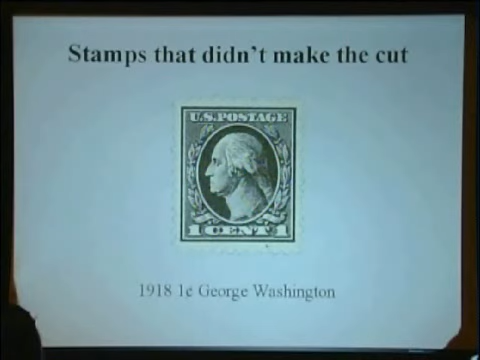 Stamps that didn't make the cut
U.S. POSTAGE
1 CENT 1
1918 1¢ George Washington